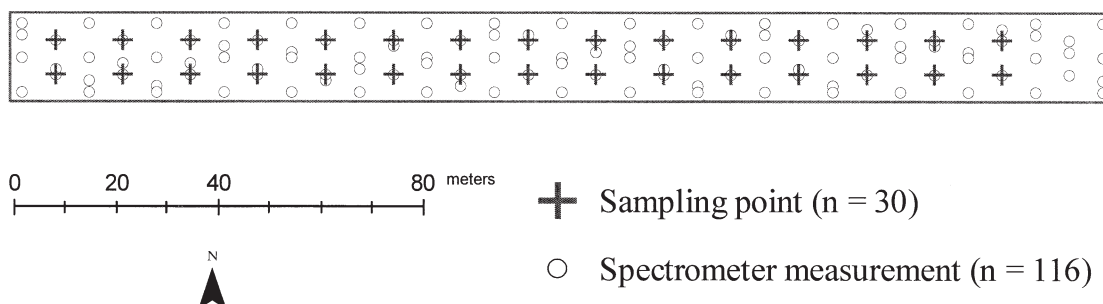 0 20 40 80 meters
Sampling point (n = 30)
N
Spectrometer measurement (n = 116)